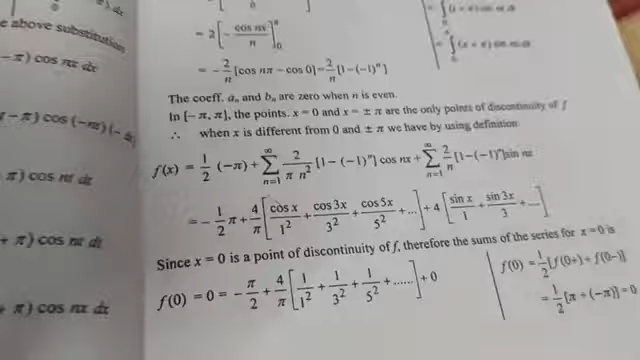 e above substitution
−π) cos nx dx
π) cos nx dx
+ π) cos nx dx
+ π) cos nx dx
= 2[−cos nx/n]₀^π
= −2/n [cos nπ − cos 0] = 2/n [1 − (−1)ⁿ]
The coeff. aₙ and bₙ are zero when n is even.
In [− π, π], the points. x = 0 and x = ± π are the only points of discontinuity of f
∴ when x is different from 0 and ± π we have by using definition
f(x) = 1/2 (−π) + ∑_{n=1}^{∞} 2/(π n²) [1 − (−1)ⁿ] cos nx + ∑_{n=1}^{∞} 2/n [1 − (−1)ⁿ] sin nx
= − 1/2 π + 4/π [cos x/1² + cos 3x/3² + cos 5x/5² + ...] + 4 [sin x/1 + sin 3x/3 + ....]
Since x = 0 is a point of discontinuity of f, therefore the sums of the series for x = 0 is
f(0) = 0 = − π/2 + 4/π [1/1² + 1/3² + 1/5² + ......] + 0
f(0) = 1/2 [f(0+) + f(0−)]
= 1/2 [π + (−π)] = 0